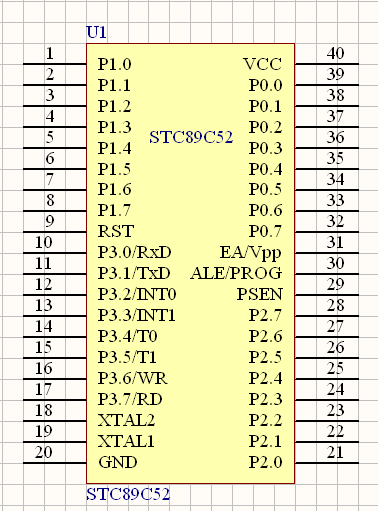 U1
1 P1.0 VCC 40
2 P1.1 P0.0 39
3 P1.2 P0.1 38
4 P1.3 P0.2 37
STC89C52
5 P1.4 P0.3 36
6 P1.5 P0.4 35
7 P1.6 P0.5 34
8 P1.7 P0.6 33
9 RST P0.7 32
10 P3.0/RxD EA/Vpp 31
11 P3.1/TxD ALE/PROG 30
12 P3.2/INT0 PSEN 29
13 P3.3/INT1 P2.7 28
14 P3.4/T0 P2.6 27
15 P3.5/T1 P2.5 26
16 P3.6/WR P2.4 25
17 P3.7/RD P2.3 24
18 XTAL2 P2.2 23
19 XTAL1 P2.1 22
20 GND P2.0 21
STC89C52